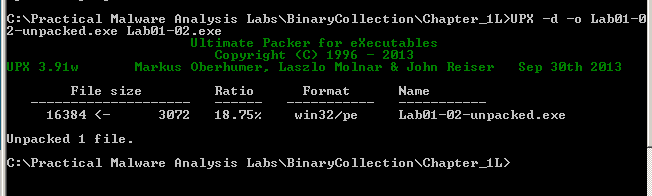 C:\Practical Malware Analysis Labs\BinaryCollection\Chapter_1L>UPX -d -o Lab01-0
2-unpacked.exe Lab01-02.exe
Ultimate Packer for eXecutables
Copyright (C) 1996 - 2013
UPX 3.91w Markus Oberhumer, Laszlo Molnar & John Reiser Sep 30th 2013
File size Ratio Format Name
-------------------- ------ ----------- -----------
16384 <- 3072 18.75% win32/pe Lab01-02-unpacked.exe
Unpacked 1 file.
C:\Practical Malware Analysis Labs\BinaryCollection\Chapter_1L>